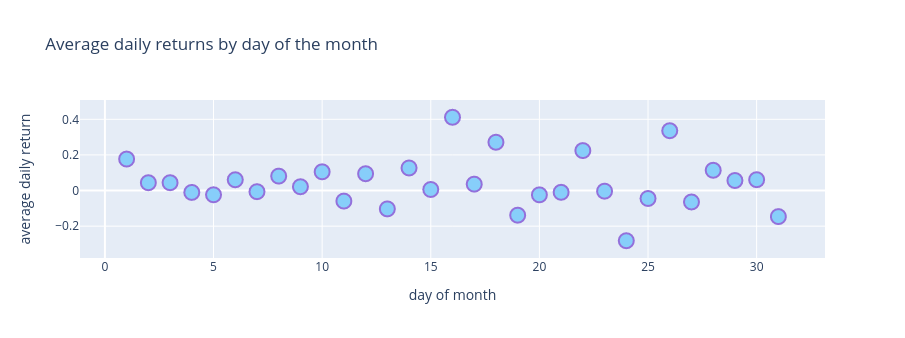 Average daily returns by day of the month
average daily return
0.4
0.2
0
−0.2
0 5 10 15 20 25 30
day of month